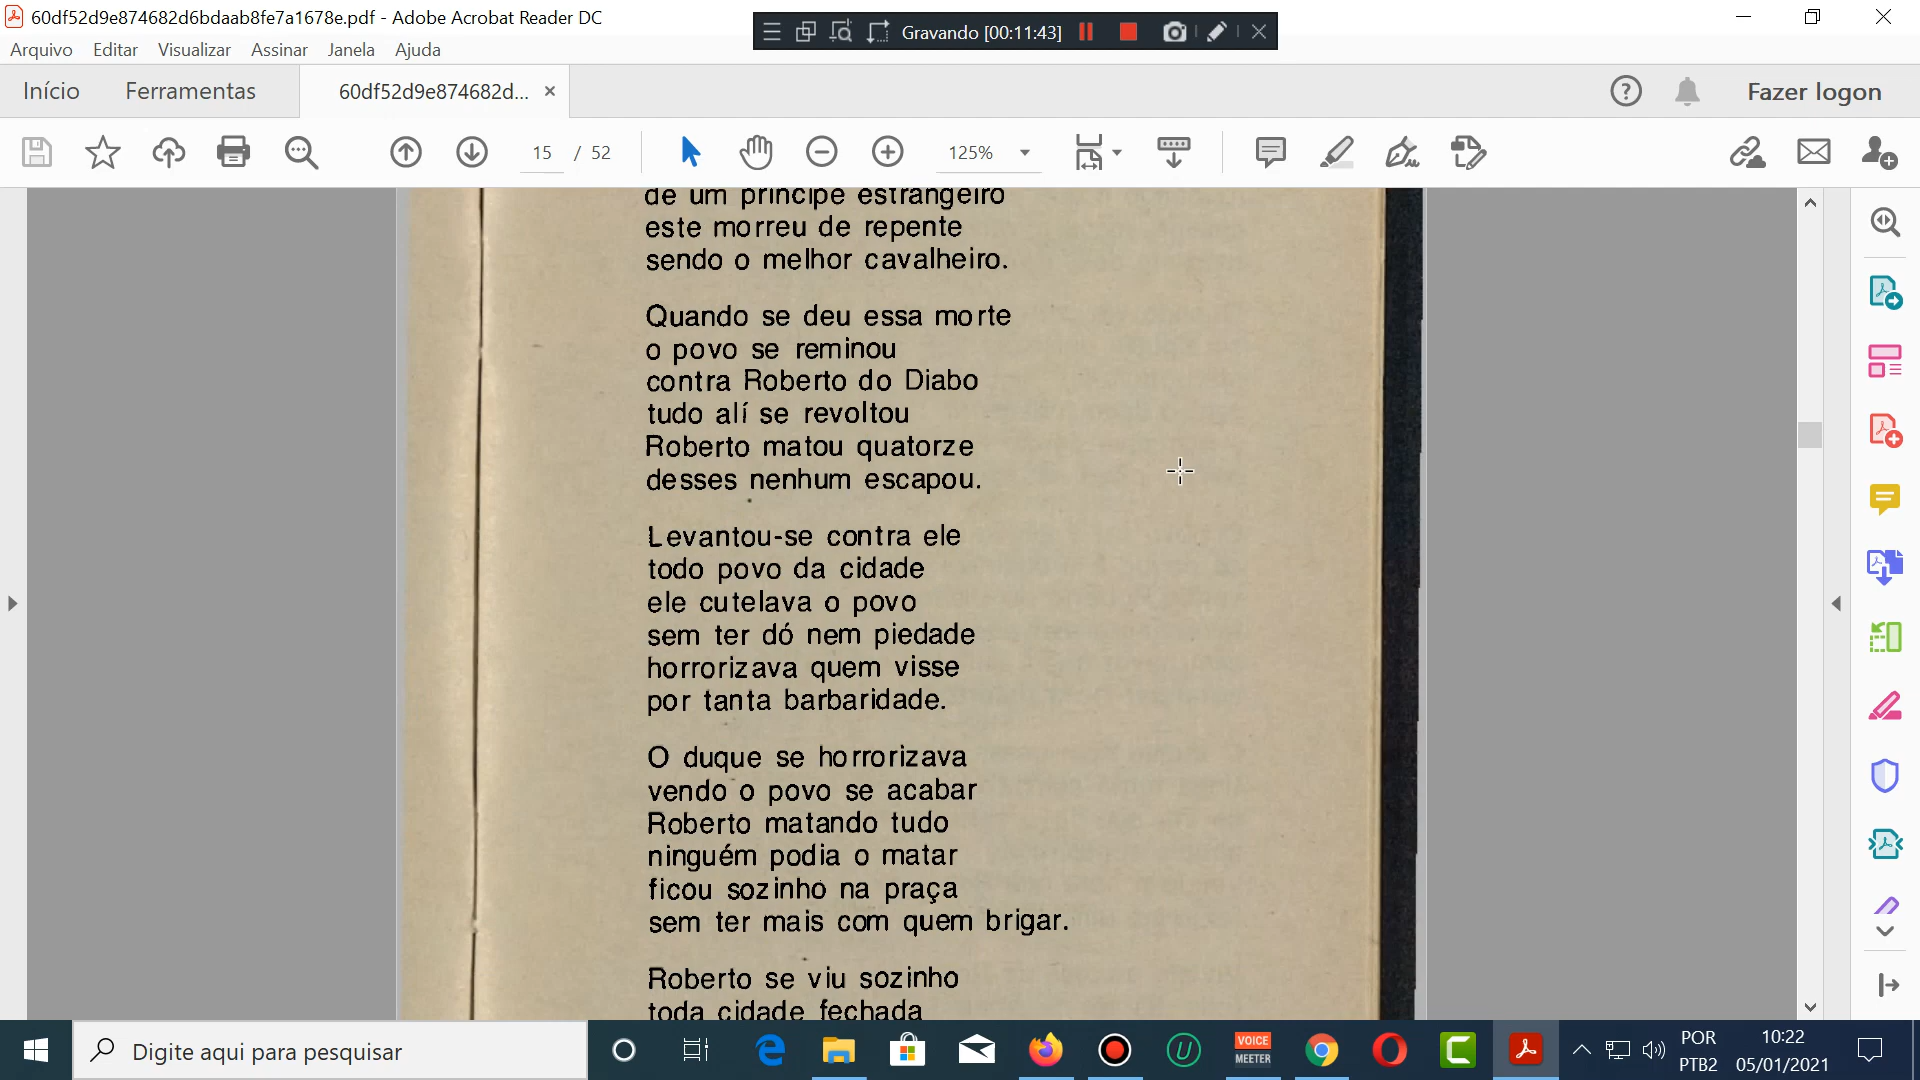 60df52d9e874682d6bdaab8fe7a1678e.pdf - Adobe Acrobat Reader DC
Gravando [00:11:43]
Arquivo Editar Visualizar Assinar Janela Ajuda
Início Ferramentas 60df52d9e874682d... Fazer logon
15 / 52 125%
de um príncipe estrangeiro
este morreu de repente
sendo o melhor cavalheiro.
Quando se deu essa morte
o povo se reminou
contra Roberto do Diabo
tudo alí se revoltou
Roberto matou quatorze
desses nenhum escapou.
Levantou-se contra ele
todo povo da cidade
ele cutelava o povo
sem ter dó nem piedade
horrorizava quem visse
por tanta barbaridade.
O duque se horrorizava
vendo o povo se acabar
Roberto matando tudo
ninguém podia o matar
ficou sozinho na praça
sem ter mais com quem brigar.
Roberto se viu sozinho
toda cidade fechada
Digite aqui para pesquisar
VOICE
MEETER
POR
PTB2
10:22
05/01/2021